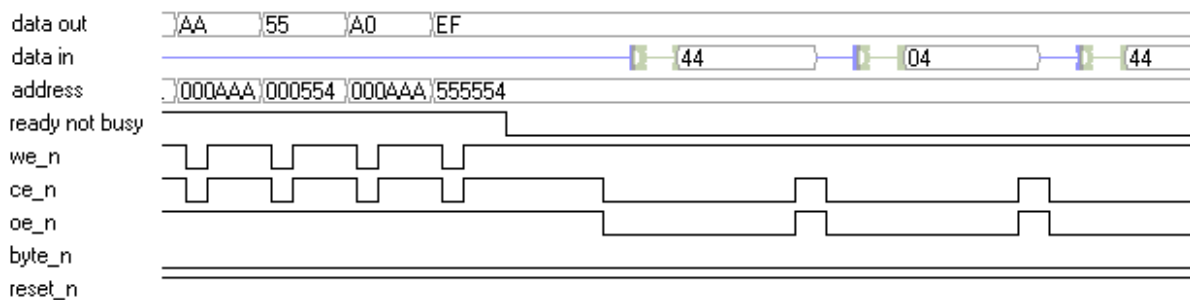 data out AA 55 A0 EF
data in 44 04 44
address 000AAA 000554 000AAA 555554
ready not busy
we_n
ce_n
oe_n
byte_n
reset_n